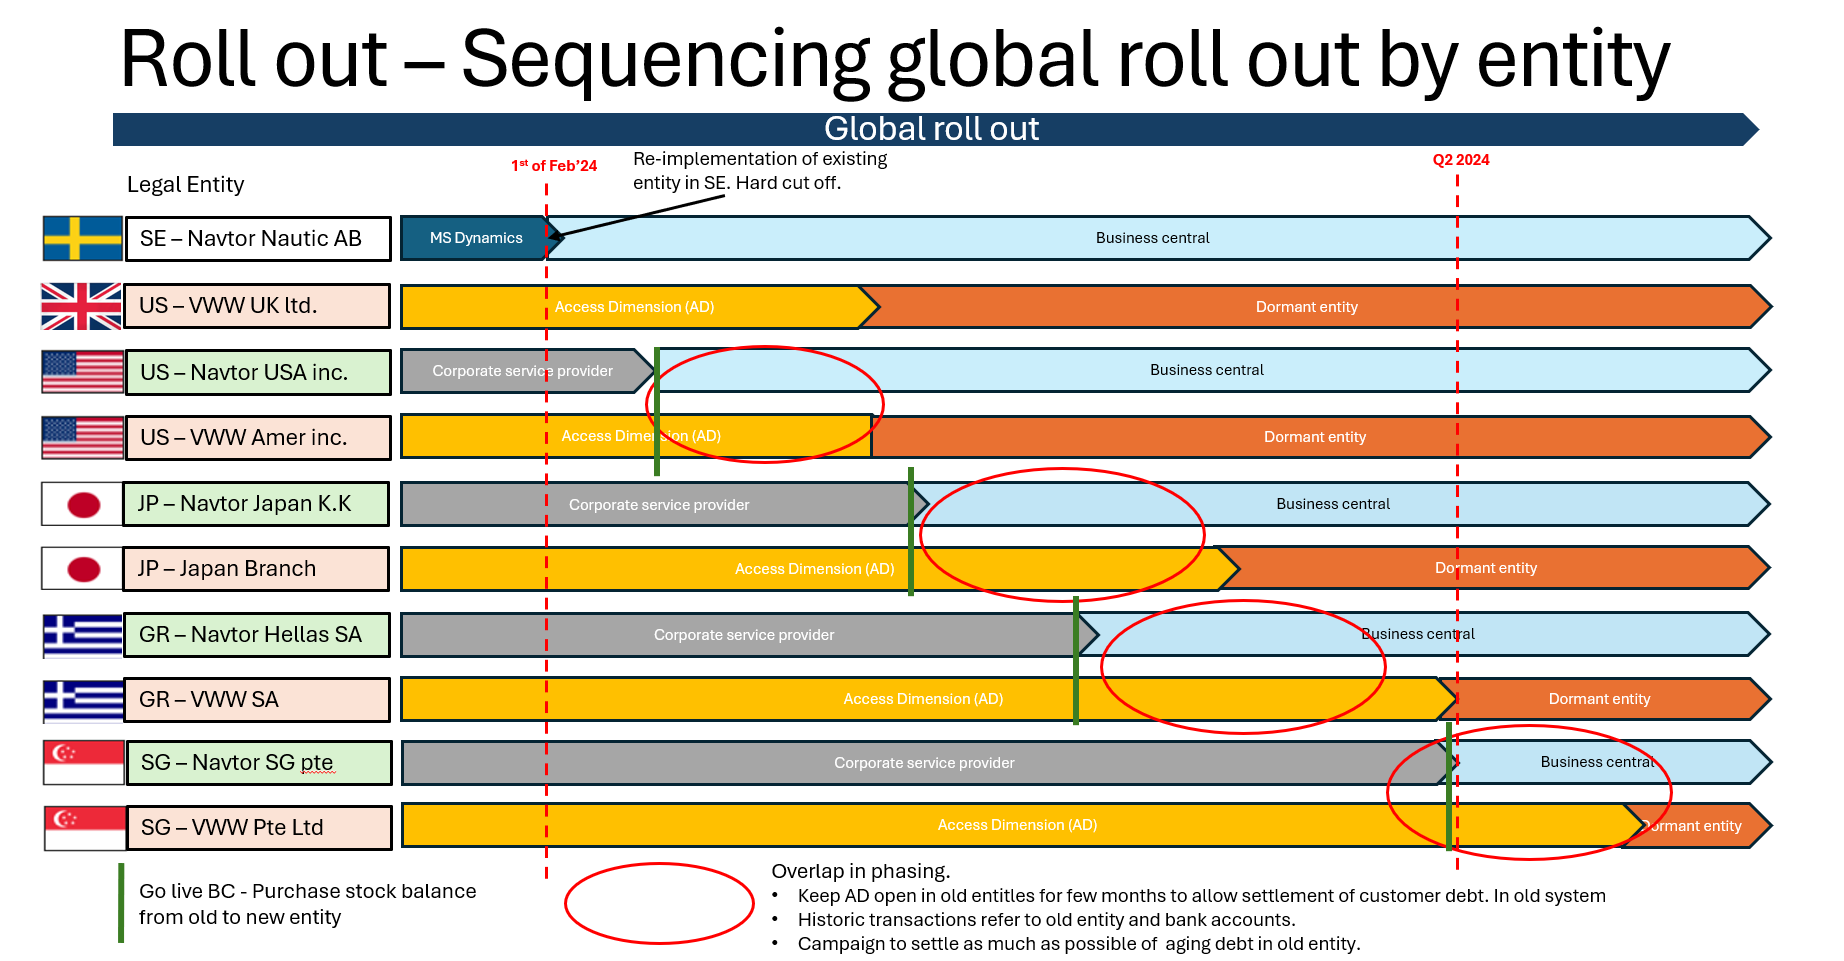 Roll out – Sequencing global roll out by entity
Global roll out
1st of Feb’24
Re-implementation of existing
entity in SE. Hard cut off.
Q2 2024
Legal Entity
SE – Navtor Nautic AB
MS Dynamics
Business central
US – VWW UK ltd.
Access Dimension (AD)
Dormant entity
US – Navtor USA inc.
Corporate service provider
Business central
US – VWW Amer inc.
Access Dimension (AD)
Dormant entity
JP – Navtor Japan K.K
Corporate service provider
Business central
JP – Japan Branch
Access Dimension (AD)
Dormant entity
GR – Navtor Hellas SA
Corporate service provider
Business central
GR – VWW SA
Access Dimension (AD)
Dormant entity
SG – Navtor SG pte
Corporate service provider
Business central
SG – VWW Pte Ltd
Access Dimension (AD)
Dormant entity
Go live BC - Purchase stock balance
from old to new entity
Overlap in phasing.
• Keep AD open in old entitles for few months to allow settlement of customer debt. In old system
• Historic transactions refer to old entity and bank accounts.
• Campaign to settle as much as possible of aging debt in old entity.